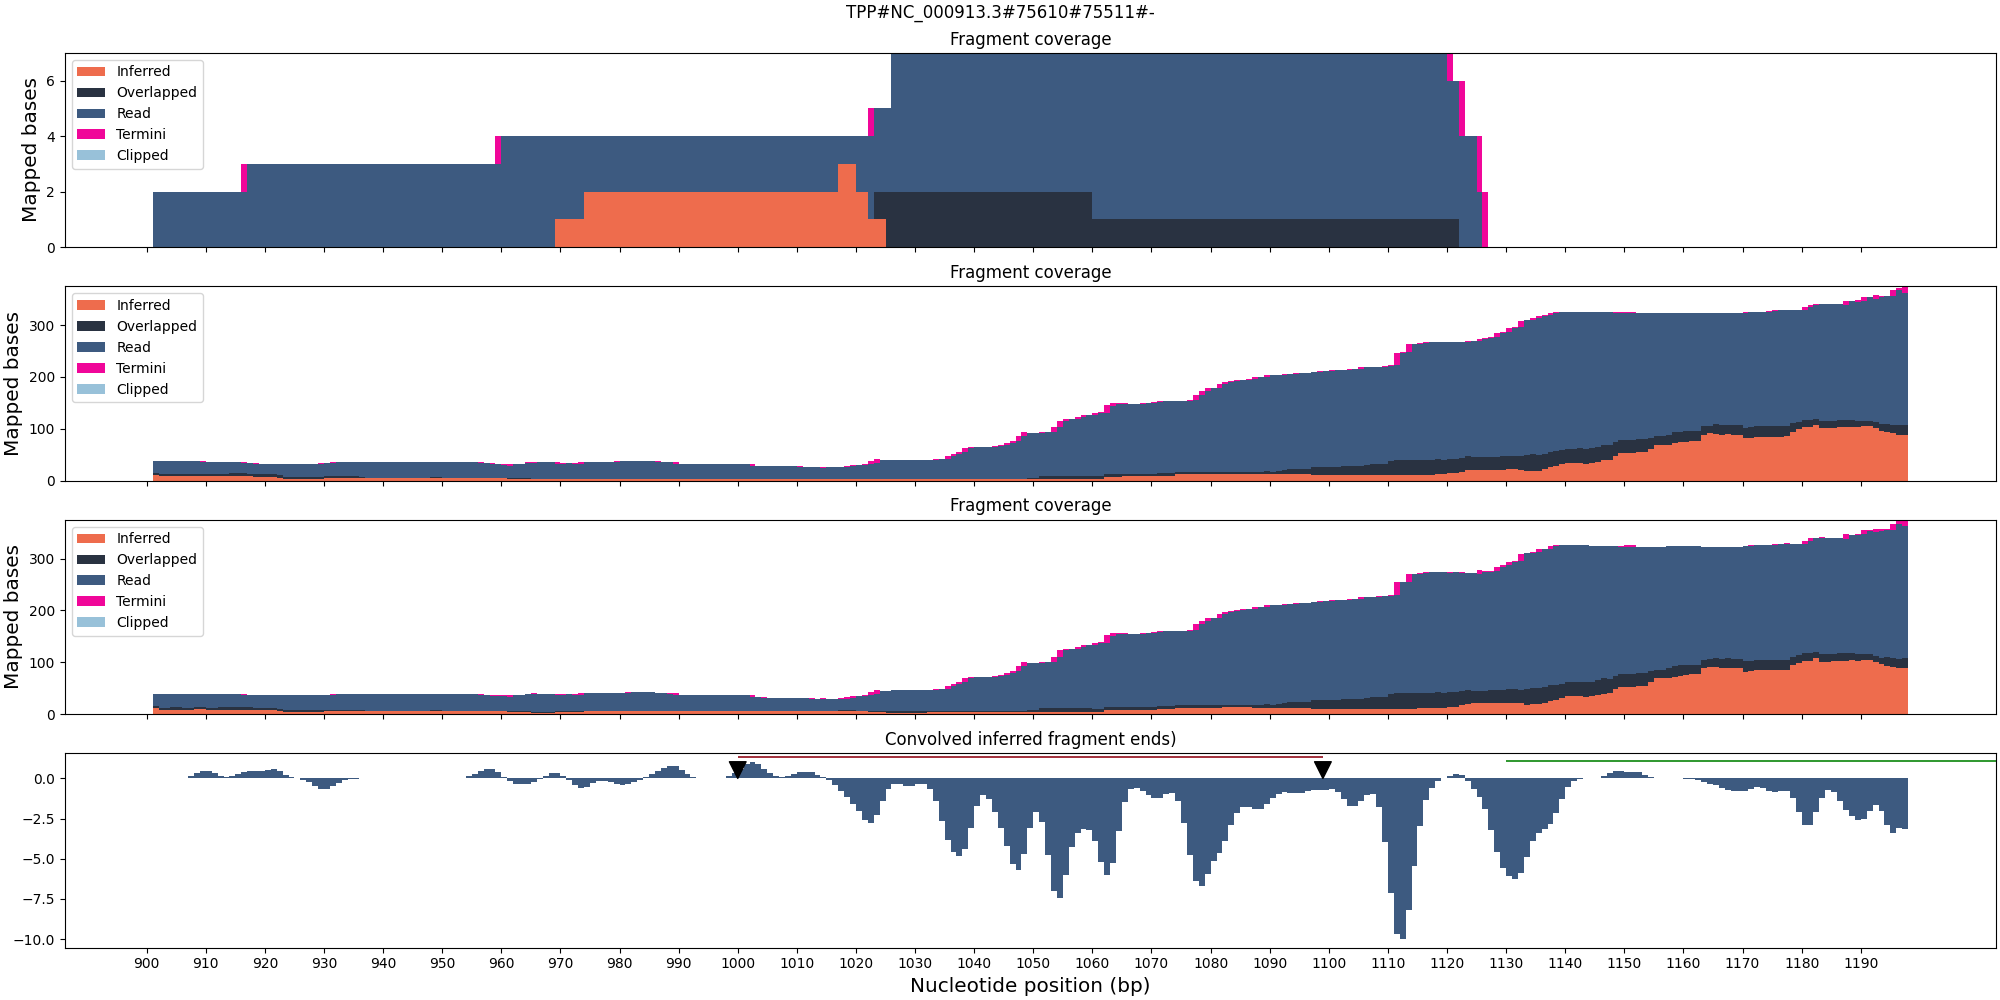 TPP#NC_000913.3#75610#75511#-
Fragment coverage
Mapped bases
6
4
2
0
Inferred
Overlapped
Read
Termini
Clipped
Fragment coverage
Mapped bases
300
200
100
0
Inferred
Overlapped
Read
Termini
Clipped
Fragment coverage
Mapped bases
300
200
100
0
Inferred
Overlapped
Read
Termini
Clipped
Convolved inferred fragment ends)
0.0
−2.5
−5.0
−7.5
−10.0
900 910 920 930 940 950 960 970 980 990 1000 1010 1020 1030 1040 1050 1060 1070 1080 1090 1100 1110 1120 1130 1140 1150 1160 1170 1180 1190
Nucleotide position (bp)